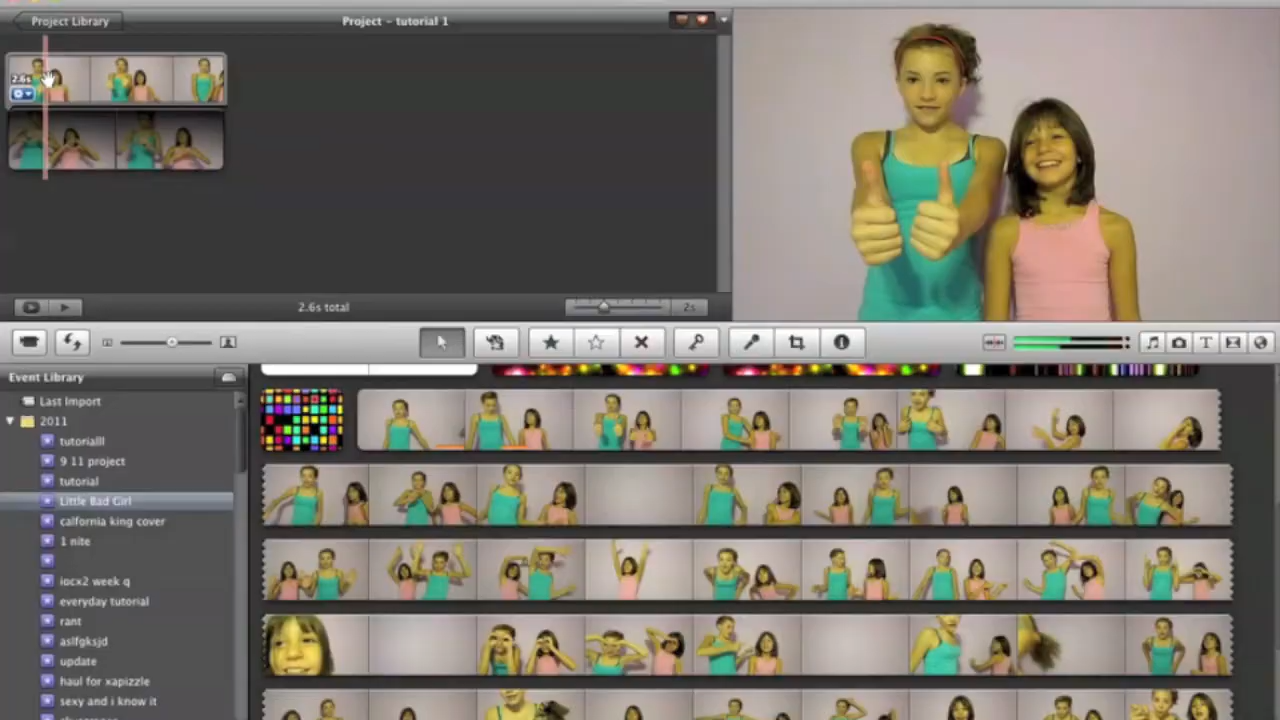 Project Library
Project - tutorial 1
2.6s
2.6s total
2s
T
Event Library
Last Import
2011
tutorialll
9 11 project
tutorial
Little Bad Girl
calfornia king cover
1 nite
iocx2 week q
everyday tutorial
rant
aslfgksjd
update
haul for xapizzle
sexy and i know it